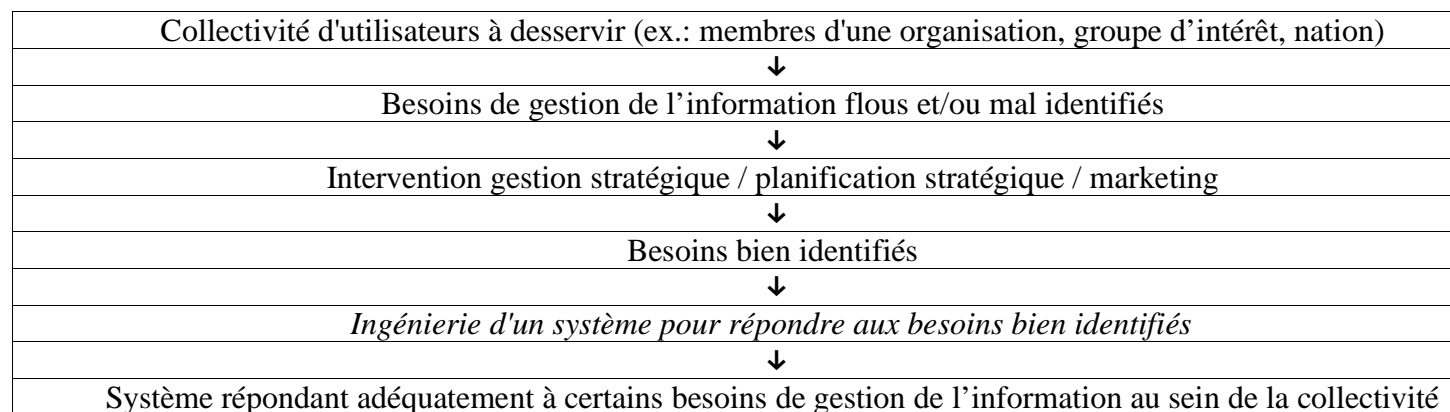 Collectivité d'utilisateurs à desservir (ex.: membres d'une organisation, groupe d’intérêt, nation)
↓
Besoins de gestion de l’information flous et/ou mal identifiés
↓
Intervention gestion stratégique / planification stratégique / marketing
↓
Besoins bien identifiés
↓
Ingénierie d'un système pour répondre aux besoins bien identifiés
↓
Système répondant adéquatement à certains besoins de gestion de l’information au sein de la collectivité